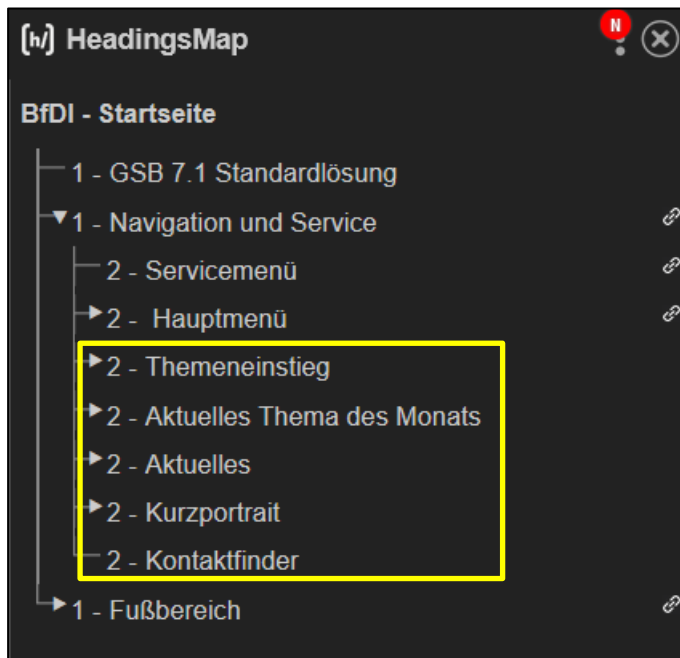 [h/] HeadingsMap
N
BfDI - Startseite
1 - GSB 7.1 Standardlösung
1 - Navigation und Service
2 - Servicemenü
2 - Hauptmenü
2 - Themeneinstieg
2 - Aktuelles Thema des Monats
2 - Aktuelles
2 - Kurzportrait
2 - Kontaktfinder
1 - Fußbereich